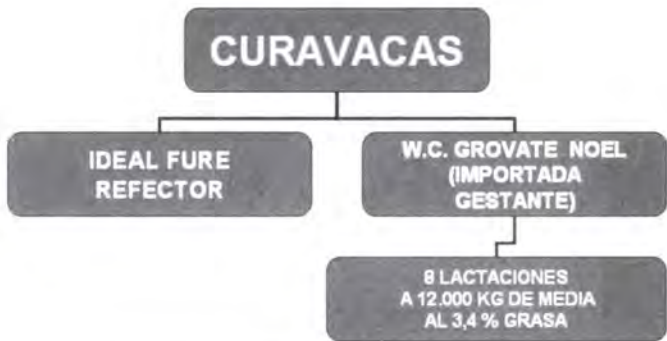 CURAVACAS
IDEAL FURE
REFECTOR
W.C. GROVATE NOEL
(IMPORTADA
GESTANTE)
8 LACTACIONES
A 12.000 KG DE MEDIA
AL 3,4 % GRASA